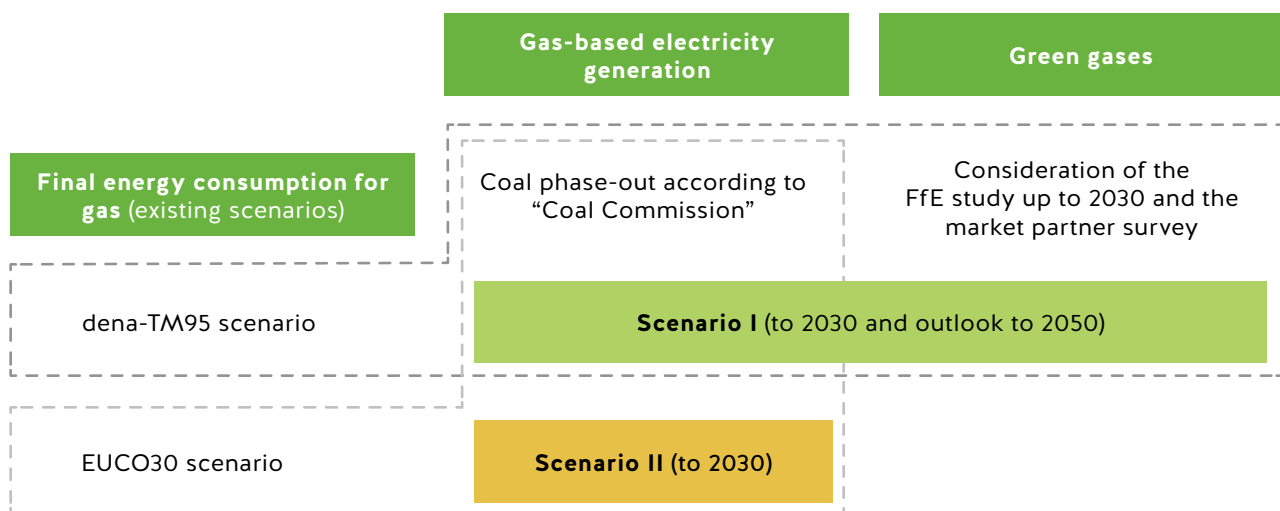 Gas-based electricity
generation
Green gases
Final energy consumption for
gas (existing scenarios)
Coal phase-out according to
“Coal Commission”
Consideration of the
FfE study up to 2030 and the
market partner survey
dena-TM95 scenario
Scenario I (to 2030 and outlook to 2050)
EUCO30 scenario
Scenario II (to 2030)